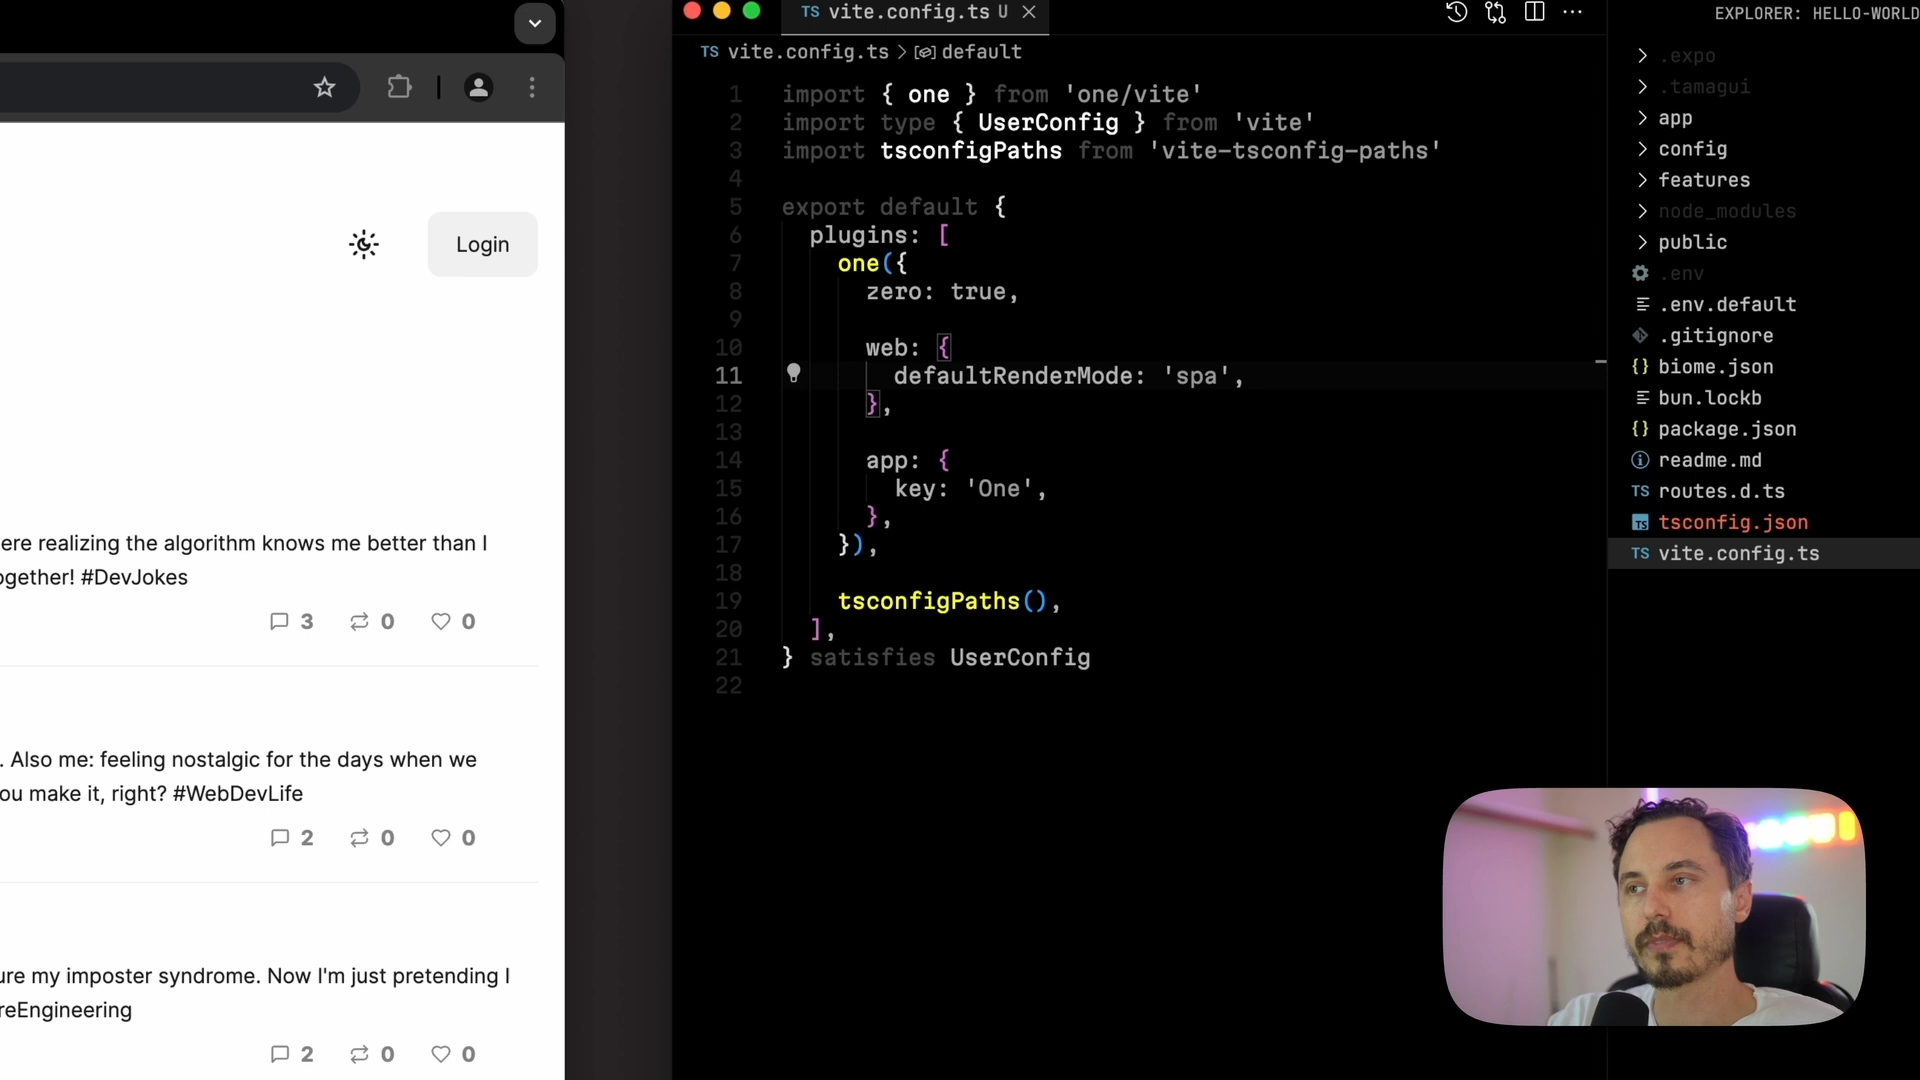 Login
ere realizing the algorithm knows me better than I
ogether! #DevJokes
3 0 0
. Also me: feeling nostalgic for the days when we
ou make it, right? #WebDevLife
2 0 0
ure my imposter syndrome. Now I'm just pretending I
reEngineering
2 0 0
TS vite.config.ts U
TS vite.config.ts > default
1 import { one } from 'one/vite'
2 import type { UserConfig } from 'vite'
3 import tsconfigPaths from 'vite-tsconfig-paths'
4
5 export default {
6 plugins: [
7 one({
8 zero: true,
9
10 web: {
11 defaultRenderMode: 'spa',
12 },
13
14 app: {
15 key: 'One',
16 },
17 }),
18
19 tsconfigPaths(),
20 ],
21 } satisfies UserConfig
22
EXPLORER: HELLO-WORLD
.expo
.tamagui
app
config
features
node_modules
public
.env
.env.default
.gitignore
{} biome.json
bun.lockb
{} package.json
readme.md
TS routes.d.ts
TS tsconfig.json
TS vite.config.ts